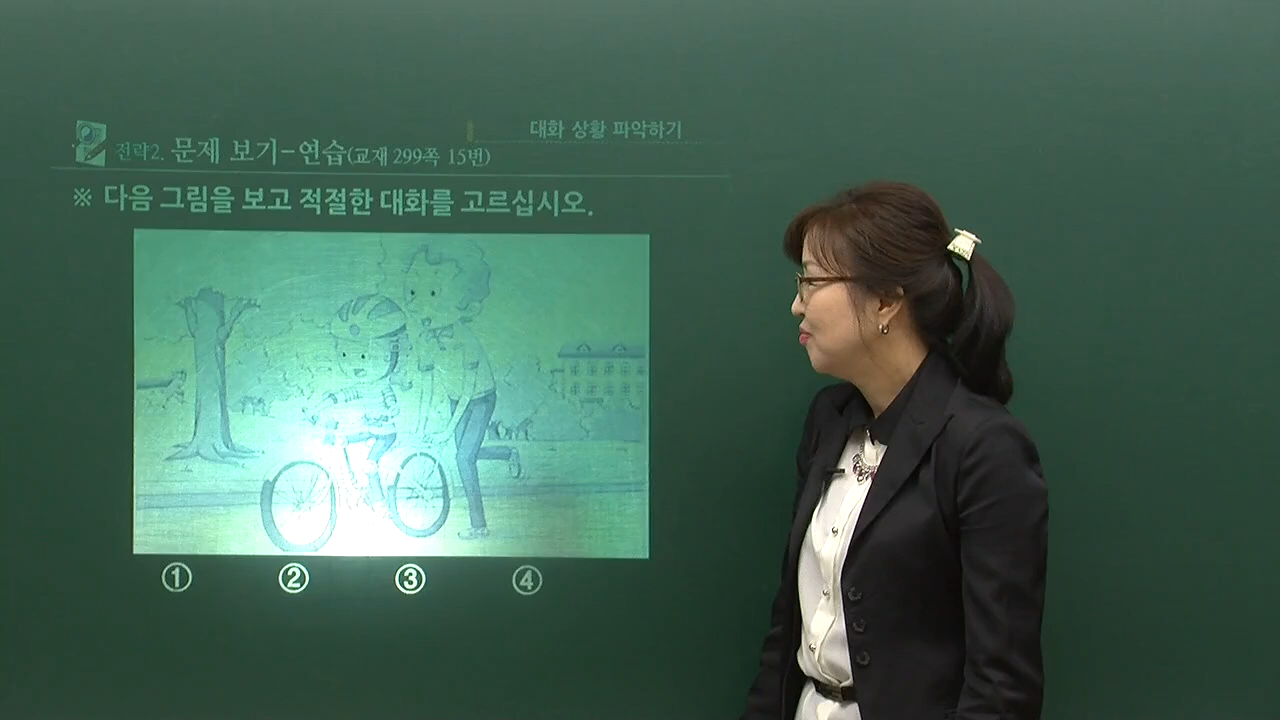 대화 상황 파악하기
전략2. 문제 보기-연습(교재 299쪽 15번)
※ 다음 그림을 보고 적절한 대화를 고르십시오.
① ② ③ ④